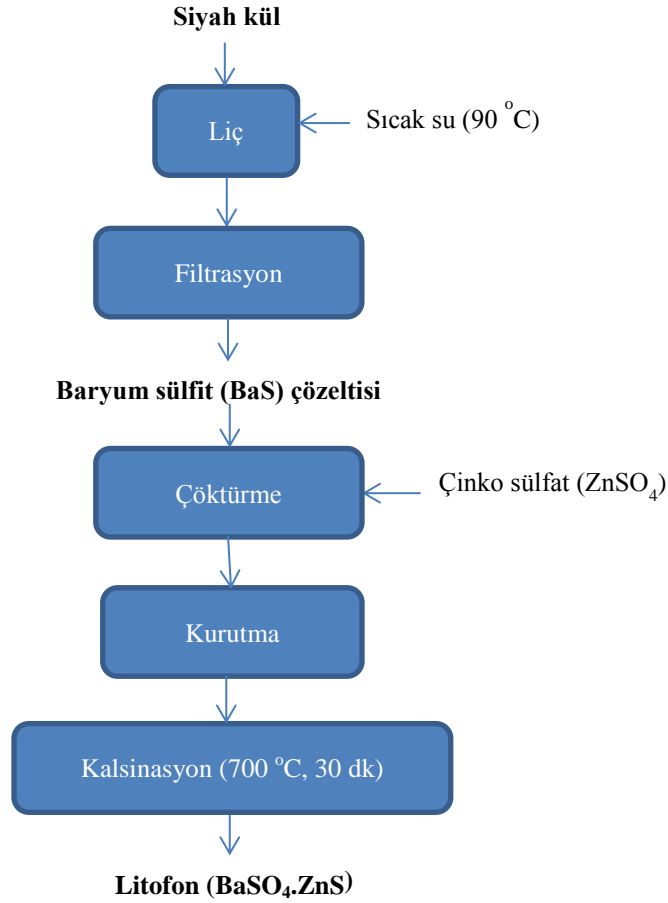 Siyah kül
Liç
Sıcak su (90 °C)
Filtrasyon
Baryum sülfit (BaS) çözeltisi
Çöktürme
Çinko sülfat (ZnSO₄)
Kurutma
Kalsinasyon (700 °C, 30 dk)
Litofon (BaSO₄.ZnS)